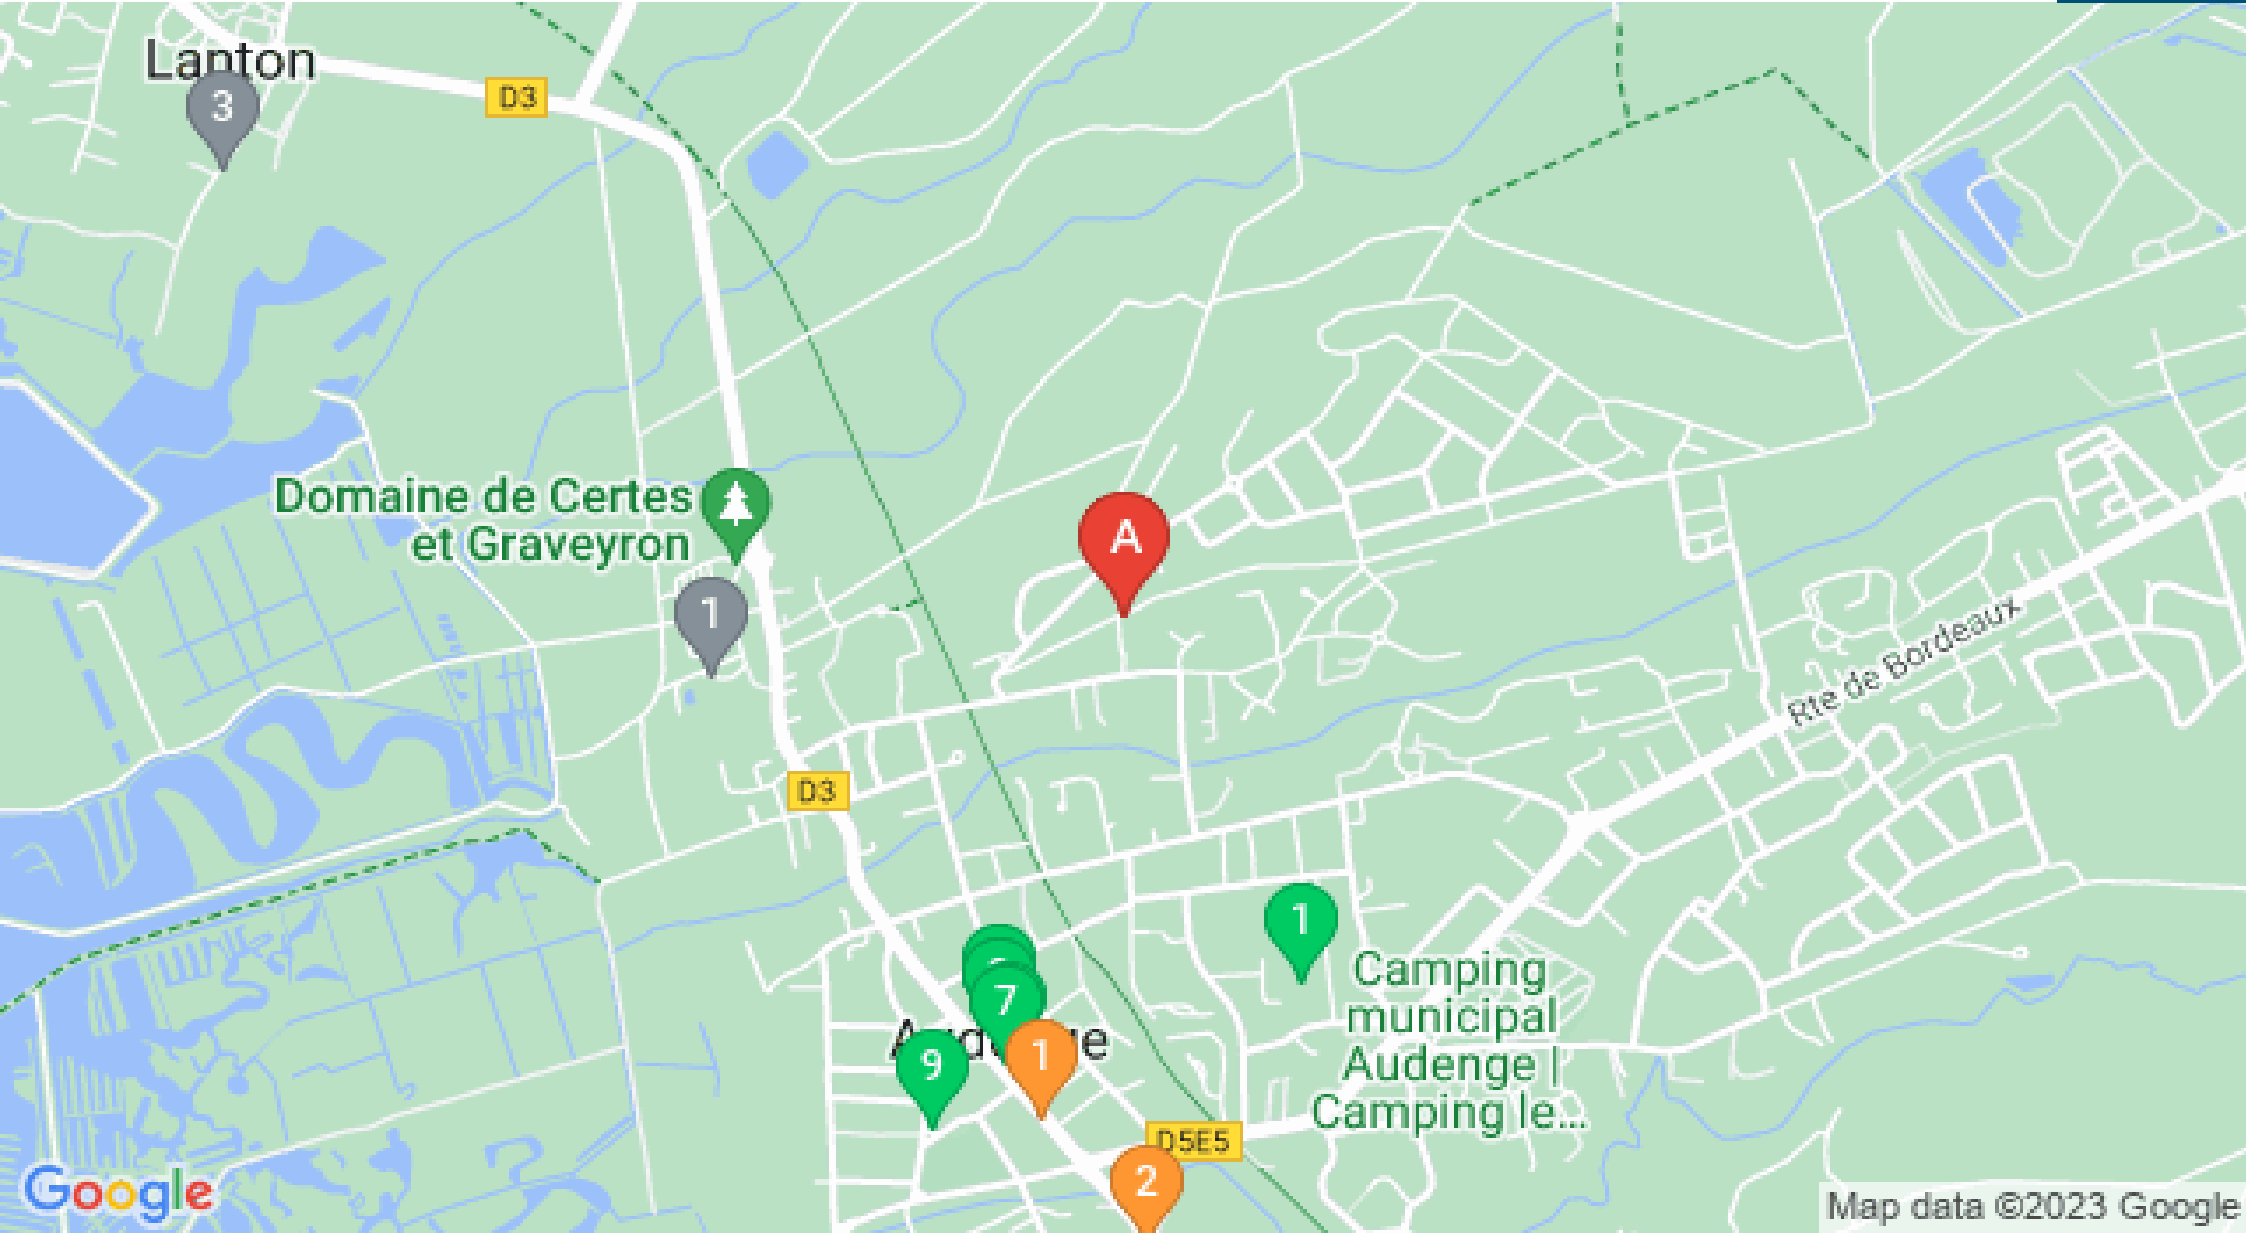 Lanton
3
D3
Domaine de Certes
et Graveyron
A
1
Rte de Bordeaux
D3
1
7
Camping
municipal
Audenge |
Camping le...
1
9
D5E5
2
Google
Map data ©2023 Google